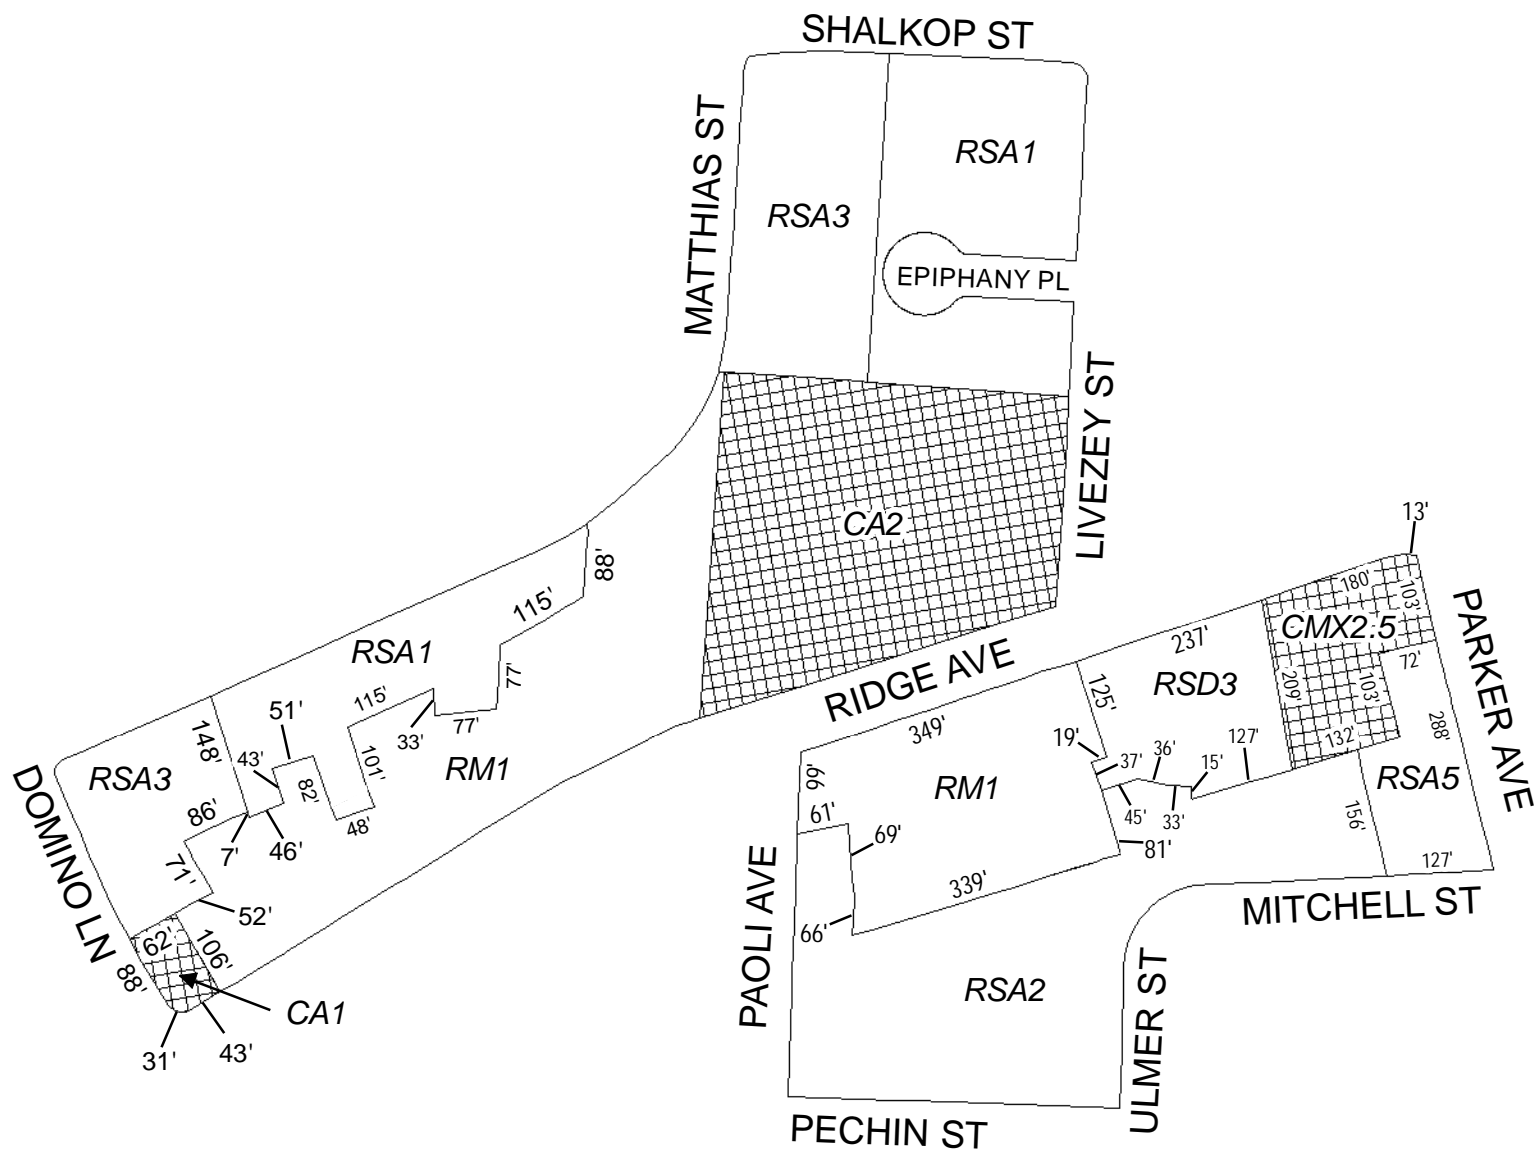 SHALKOP ST
MATTHIAS ST
RSA1
RSA3
EPIPHANY PL
LIVEZEY ST
CA2
13'
88'
115'
180'
103'
CMX2.5
PARKER AVE
RSA1
237'
RIDGE AVE
72'
77'
115'
125'
RSD3
209'
103'
51'
148'
33'
77'
349'
288'
43'
101'
RM1
19'
36'
127'
132'
DOMINO LN
RSA3
82'
99'
RM1
37'
15'
RSA5
86'
48'
61'
45'
33'
156'
7'
46'
69'
81'
71'
339'
127'
52'
66'
MITCHELL ST
62'
106'
PAOLI AVE
88'
CA1
RSA2
31'
43'
ULMER ST
PECHIN ST